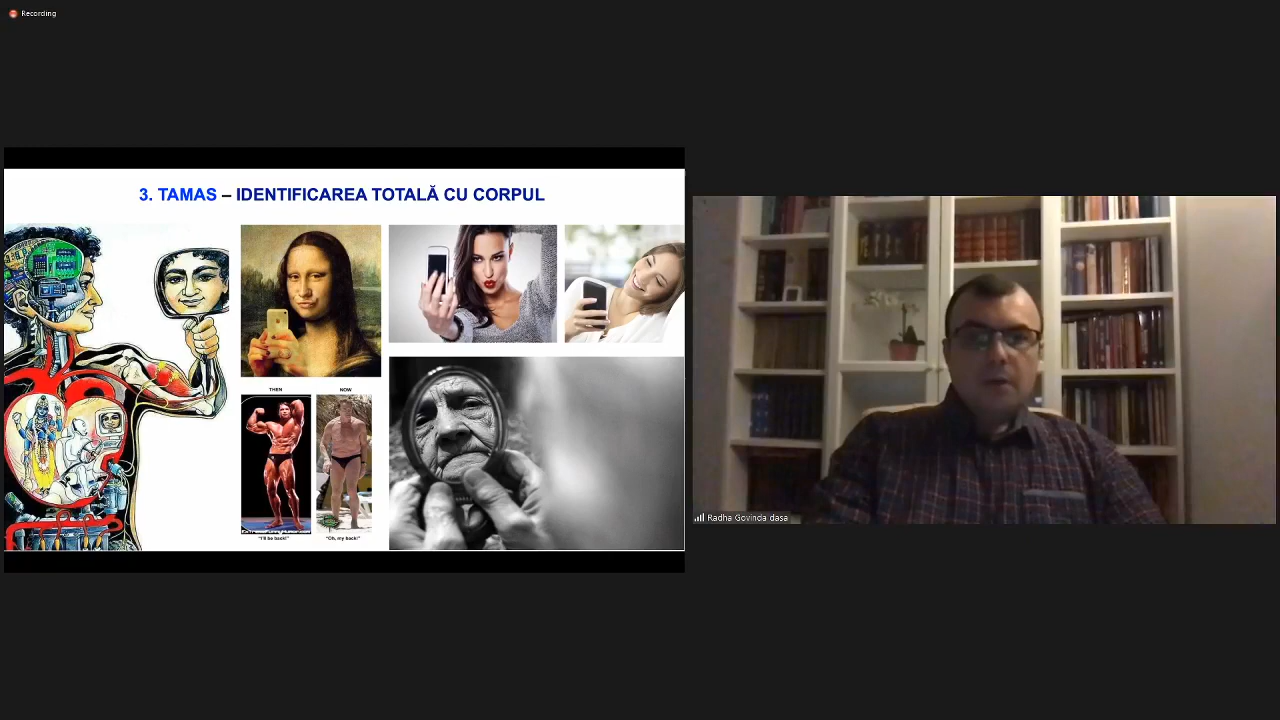 Recording
3. TAMAS – IDENTIFICAREA TOTALĂ CU CORPUL
THEN
NOW
"I'll be back!"
"Oh, my back!"
Radha Govinda dasa